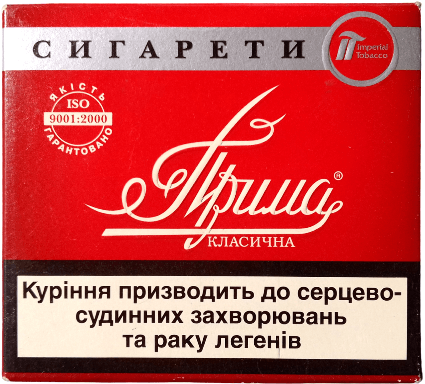 СИГАРЕТИ
Imperial
Tobacco
ЯКІСТЬ
ISO
9001:2000
ГАРАНТОВАНО
Прима®
КЛАСИЧНА
Куріння призводить до серцево-
судинних захворювань
та раку легенів